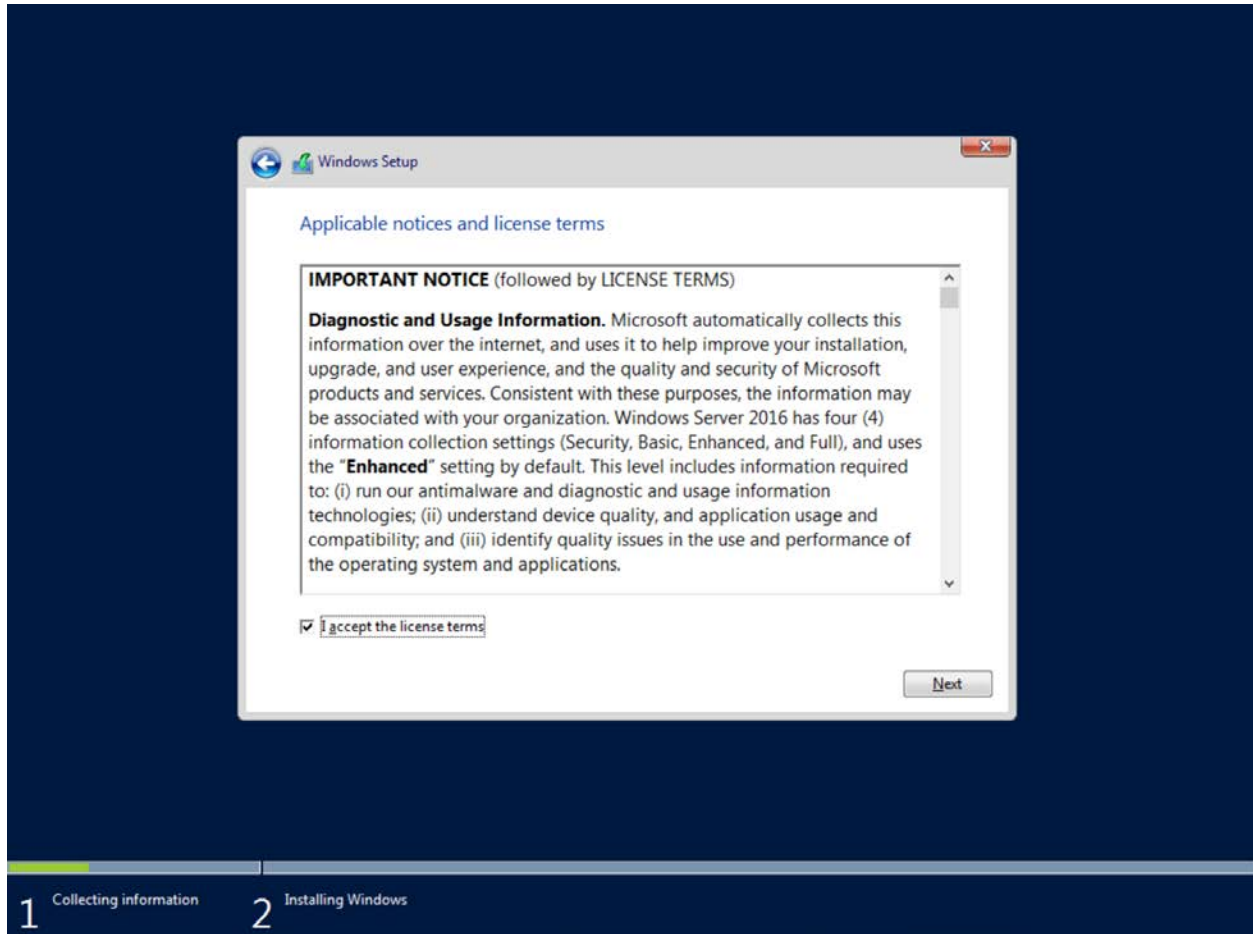 Windows Setup
Applicable notices and license terms
IMPORTANT NOTICE (followed by LICENSE TERMS)
Diagnostic and Usage Information. Microsoft automatically collects this
information over the internet, and uses it to help improve your installation,
upgrade, and user experience, and the quality and security of Microsoft
products and services. Consistent with these purposes, the information may
be associated with your organization. Windows Server 2016 has four (4)
information collection settings (Security, Basic, Enhanced, and Full), and uses
the “Enhanced” setting by default. This level includes information required
to: (i) run our antimalware and diagnostic and usage information
technologies; (ii) understand device quality, and application usage and
compatibility; and (iii) identify quality issues in the use and performance of
the operating system and applications.
I accept the license terms
Next
1 Collecting information 2 Installing Windows